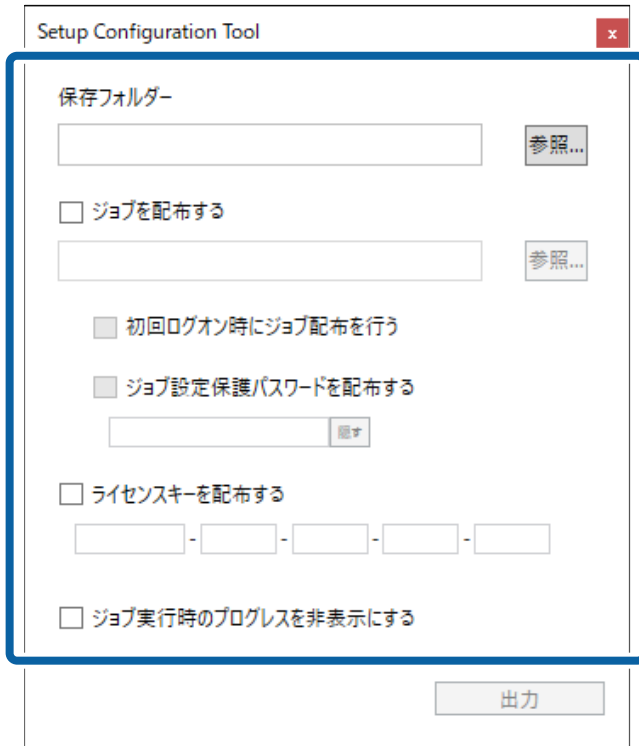 Setup Configuration Tool x
保存フォルダー
参照...
ジョブを配布する
参照...
初回ログオン時にジョブ配布を行う
ジョブ設定保護パスワードを配布する
隠す
ライセンスキーを配布する
- - - -
ジョブ実行時のプログレスを非表示にする
出力